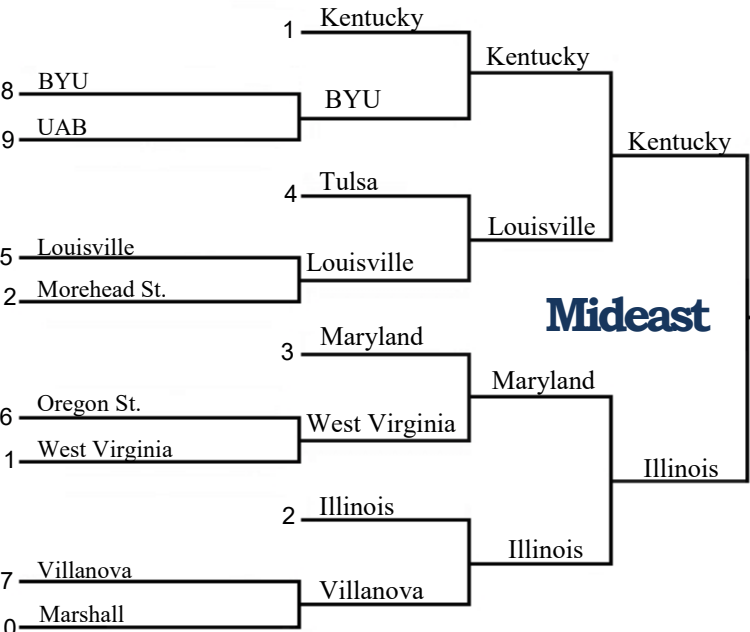 1 Kentucky
Kentucky
8 BYU
BYU
9 UAB
Kentucky
4 Tulsa
Louisville
5 Louisville
Louisville
2 Morehead St.
Mideast
3 Maryland
Maryland
6 Oregon St.
West Virginia
1 West Virginia
Illinois
2 Illinois
Illinois
7 Villanova
Villanova
0 Marshall